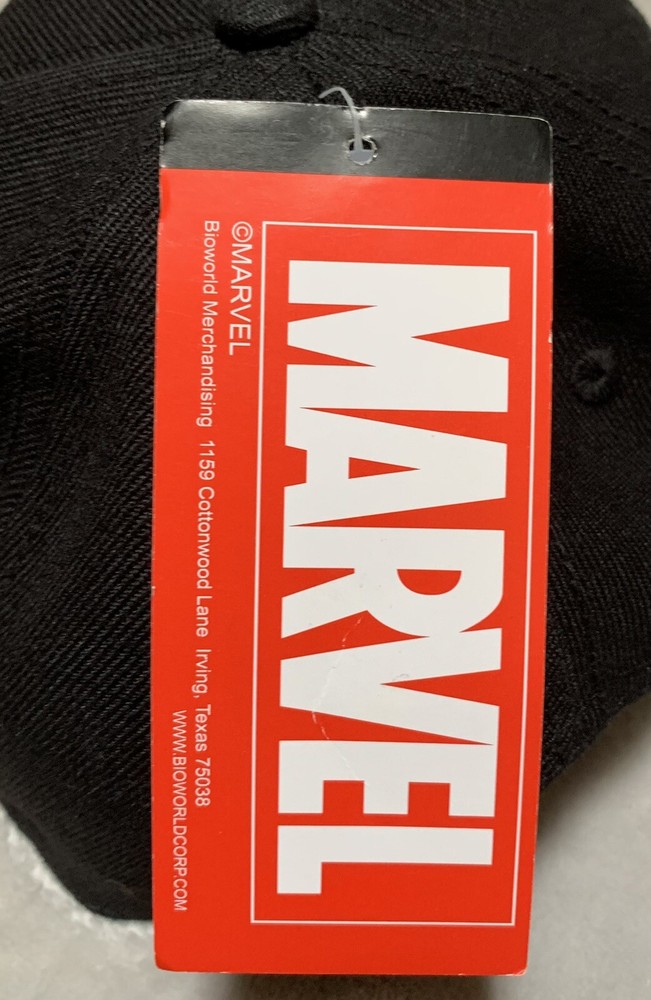 MARVEL
©MARVEL
Bioworld Merchandising 1159 Cottonwood Lane Irving, Texas 75038
WWW.BIOWORLDCORP.COM